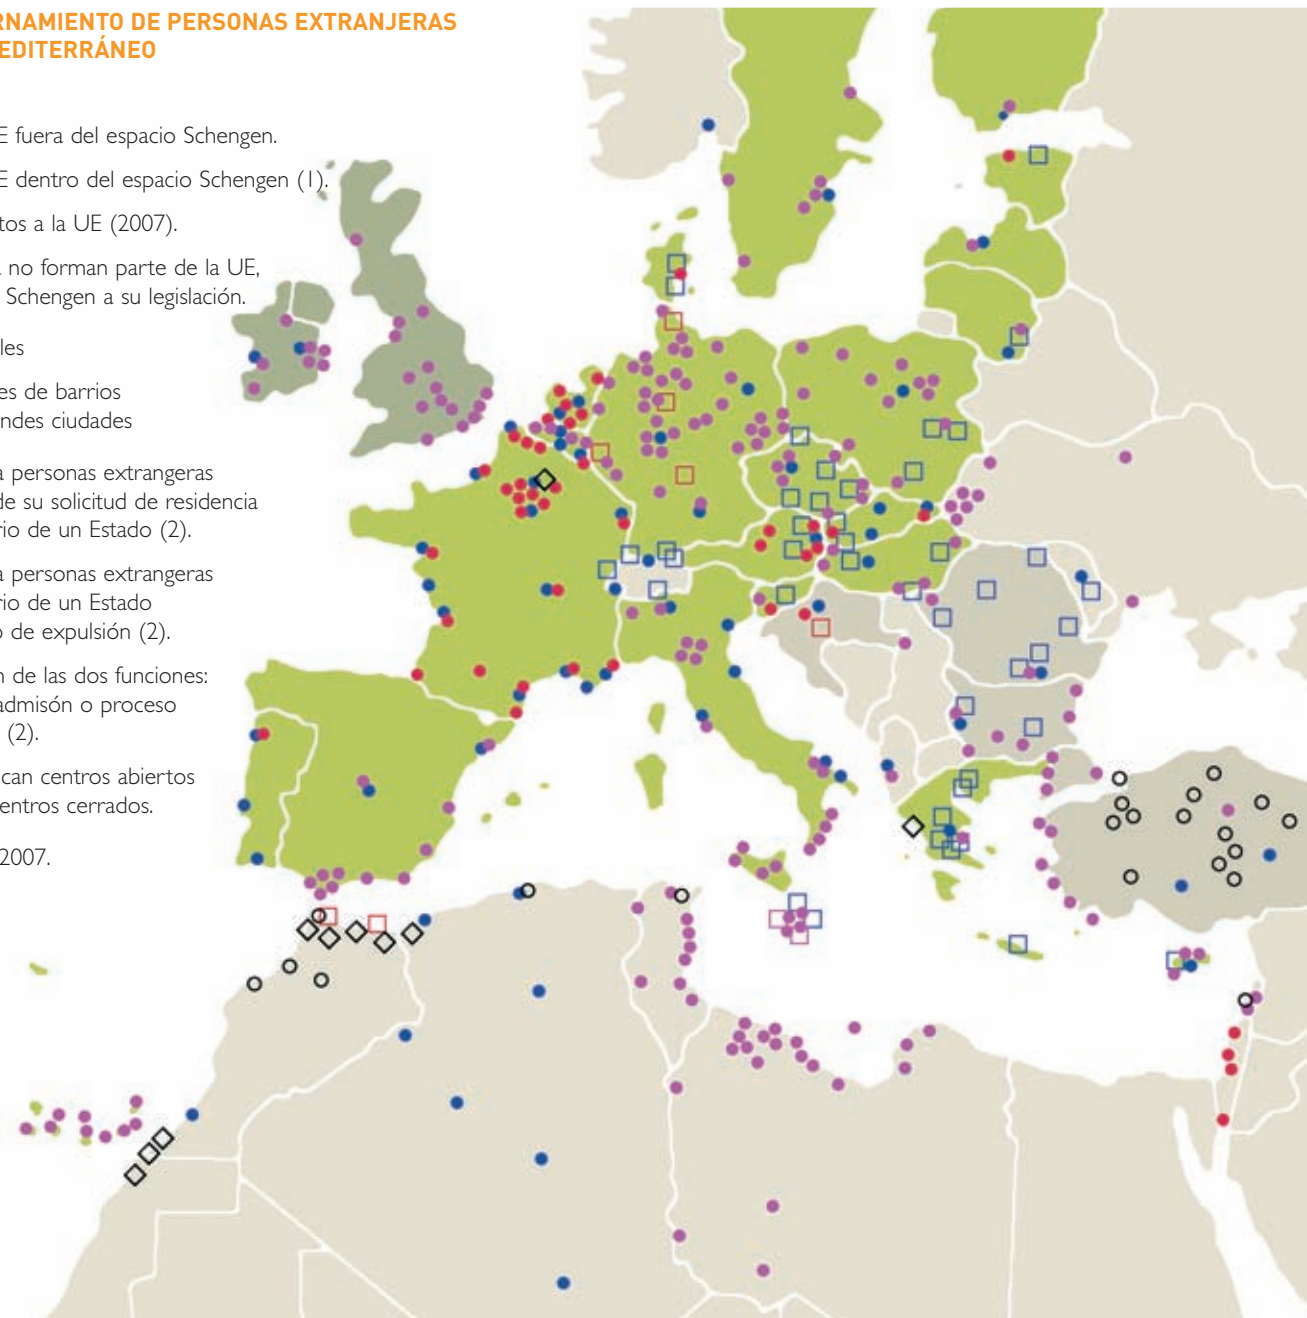 RNAMIENTO DE PERSONAS EXTRANJERAS
EDITERRÁNEO
E fuera del espacio Schengen.
E dentro del espacio Schengen (1).
tos a la UE (2007).
no forman parte de la UE,
Schengen a su legislación.
les
es de barrios
ndes ciudades
a personas extrangeras
de su solicitud de residencia
rio de un Estado (2).
a personas extrangeras
rio de un Estado
o de expulsión (2).
n de las dos funciones:
admisón o proceso
(2).
can centros abiertos
entros cerrados.
2007.